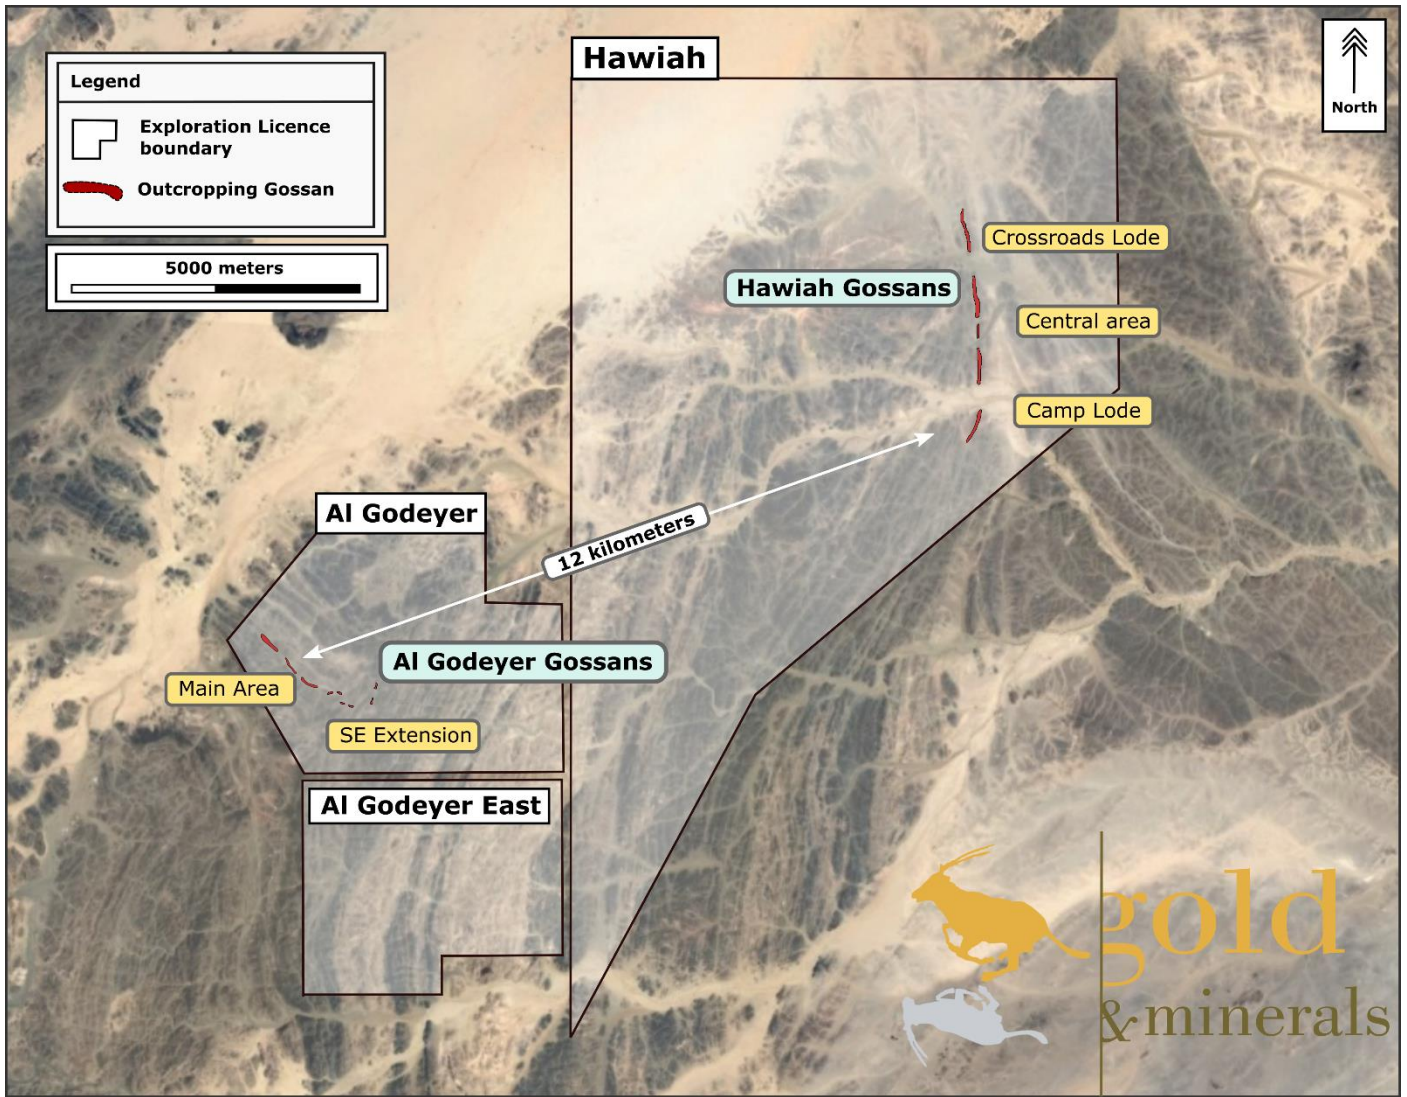 Hawiah
Legend
Exploration Licence
boundary
Outcropping Gossan
5000 meters
North
Crossroads Lode
Hawiah Gossans
Central area
Camp Lode
12 kilometers
Al Godeyer
Al Godeyer Gossans
Main Area
SE Extension
Al Godeyer East
gold
&minerals